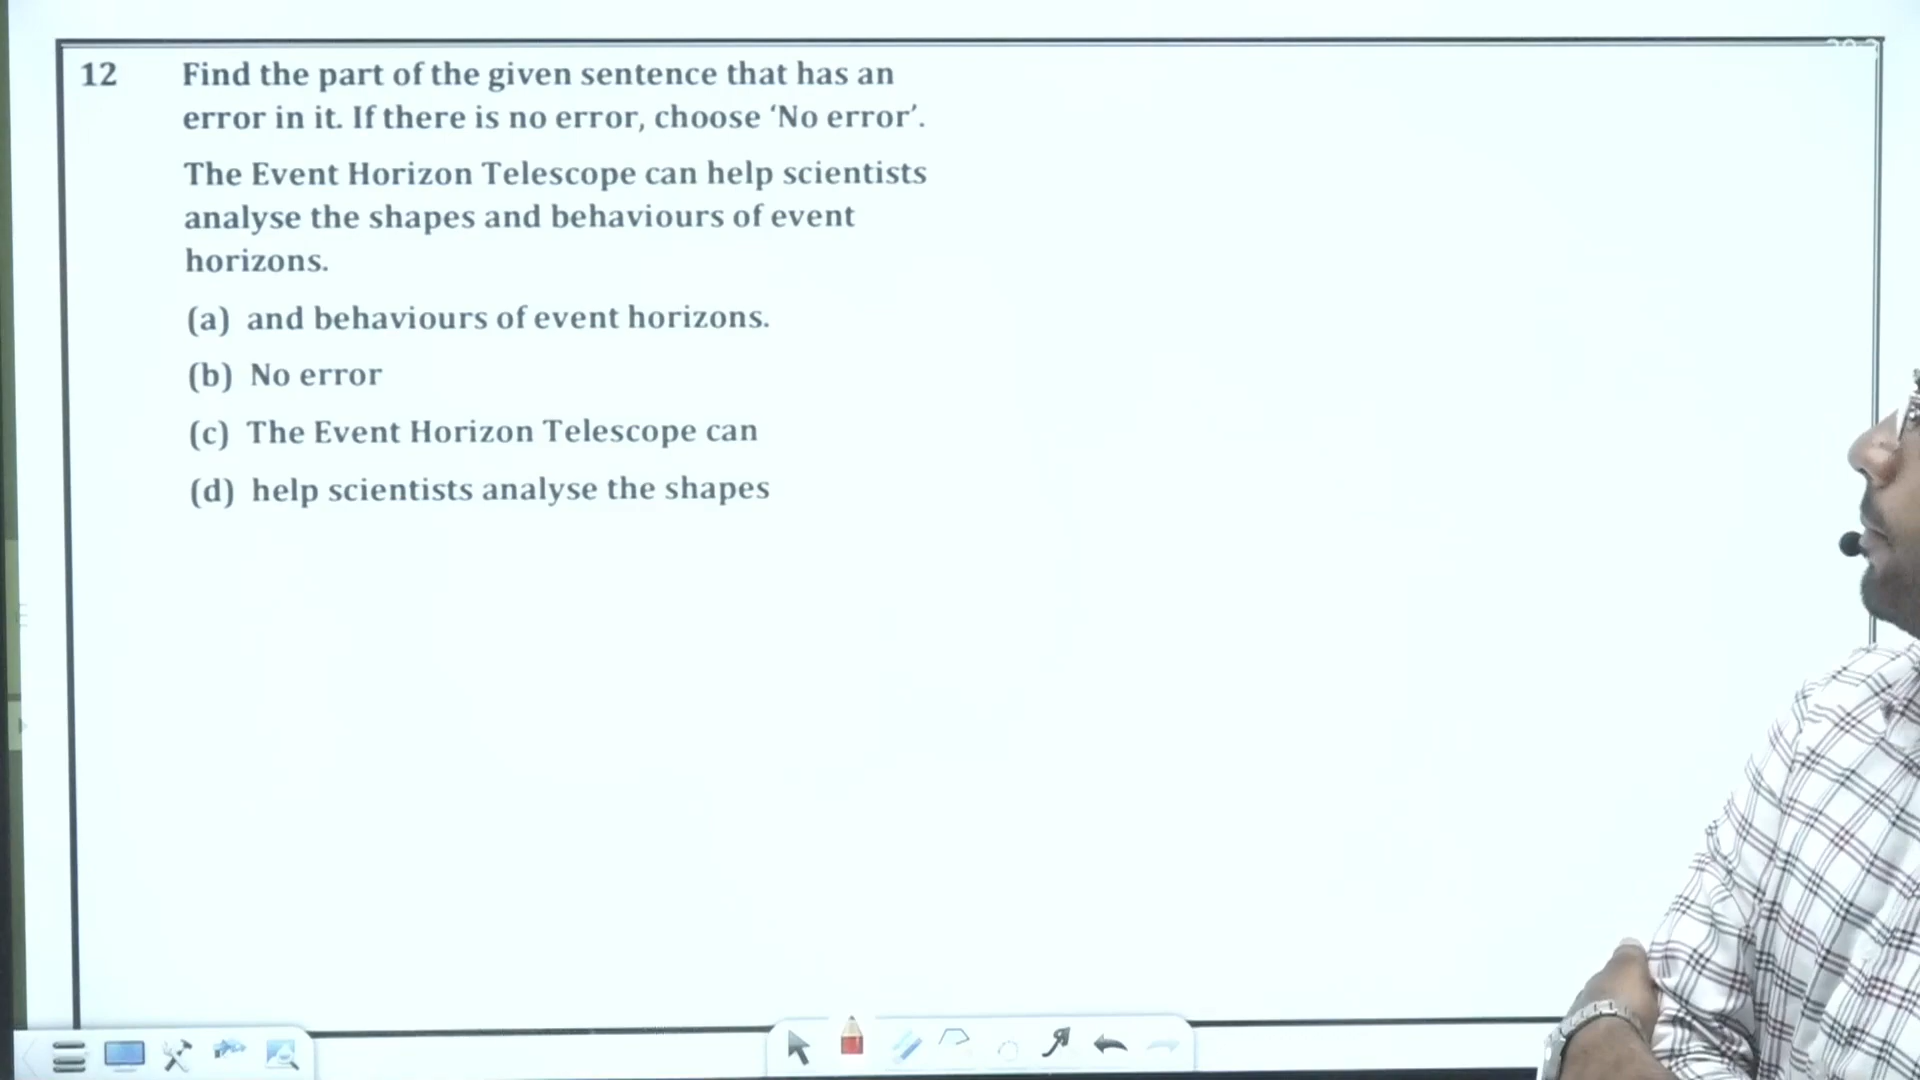 12 Find the part of the given sentence that has an
error in it. If there is no error, choose ‘No error’.
The Event Horizon Telescope can help scientists
analyse the shapes and behaviours of event
horizons.
(a) and behaviours of event horizons.
(b) No error
(c) The Event Horizon Telescope can
(d) help scientists analyse the shapes